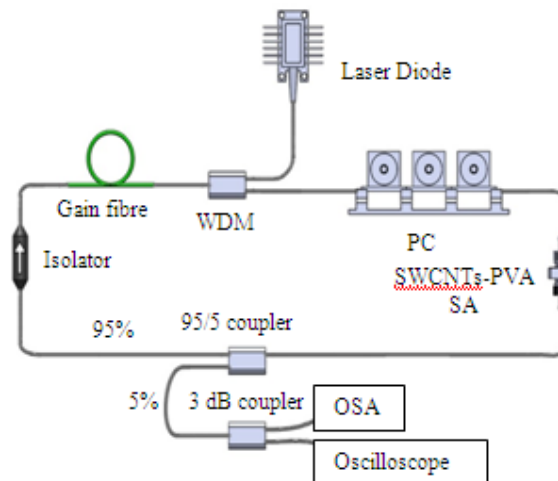 Laser Diode
Gain fibre
WDM
PC
Isolator
SWCNTs-PVA
SA
95%
95/5 coupler
5%
3 dB coupler
OSA
Oscilloscope